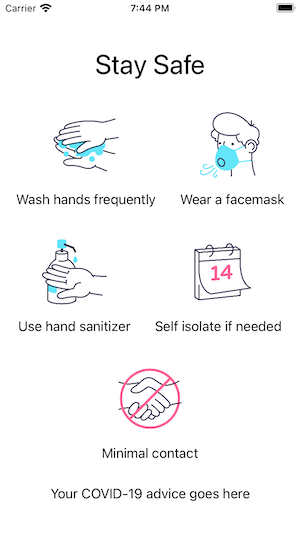 Carrier 7:44 PM
Stay Safe
Wash hands frequently Wear a facemask
14
Use hand sanitizer Self isolate if needed
Minimal contact
Your COVID-19 advice goes here